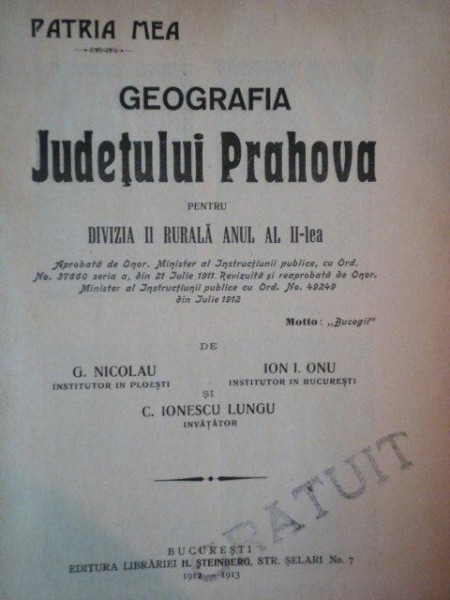 PATRIA MEA
GEOGRAFIA
Județului Prahova
PENTRU
DIVIZIA II RURALĂ ANUL AL II-lea
Aprobată de Onor. Minister al Instrucțiunii publice, cu Ord.
No. 37660 seria a, din 21 Iulie 1911. Revizuită și reaprobată de Onor.
Minister al Instrucțiunii publice cu Ord. No. 49249
din Iulie 1912
Motto: „Bucegii"
DE
G. NICOLAU ION I. ONU
INSTITUTOR IN PLOEȘTI INSTITUTOR IN BUCUREȘTI
ȘI
C. IONESCU LUNGU
INVĂȚĂTOR
GRATUIT
BUCUREȘTI
EDITURA LIBRĂRIEI H. ȘTEINBERG, STR. ȘELARI No. 7
1912 — 1913